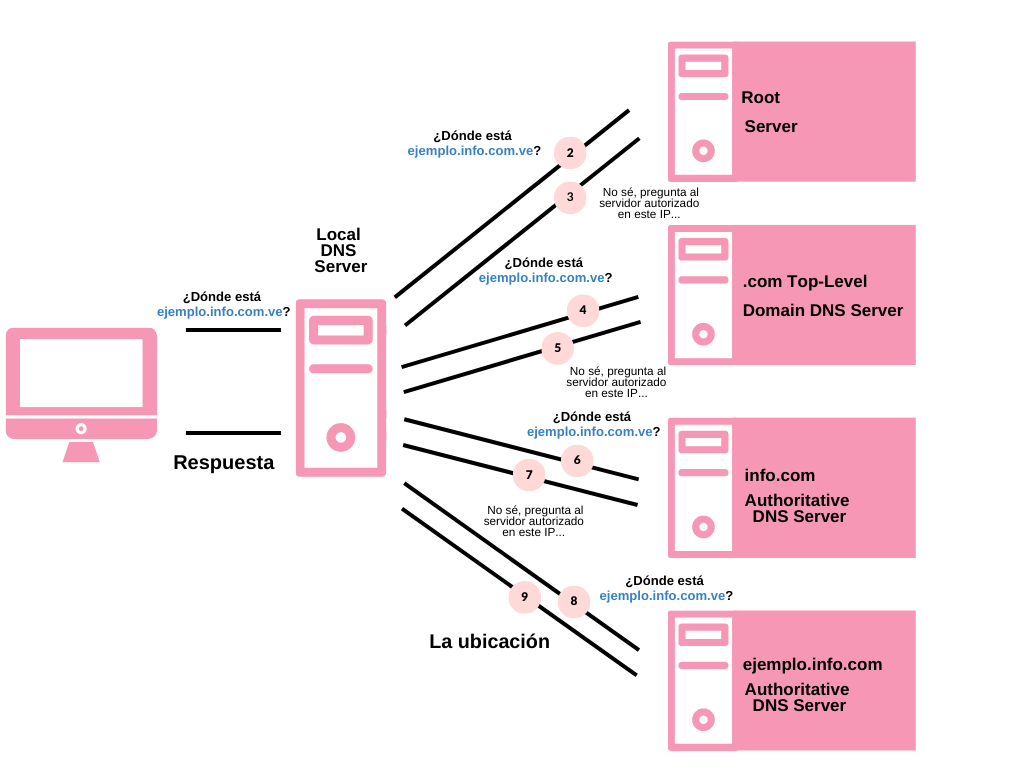 Root
Server
¿Dónde está
ejemplo.info.com.ve?
2
3
No sé, pregunta al
servidor autorizado
en este IP...
Local
DNS
Server
¿Dónde está
ejemplo.info.com.ve?
.com Top-Level
Domain DNS Server
¿Dónde está
ejemplo.info.com.ve?
4
5
No sé, pregunta al
servidor autorizado
en este IP...
¿Dónde está
ejemplo.info.com.ve?
6
7
Respuesta
info.com
Authoritative
DNS Server
No sé, pregunta al
servidor autorizado
en este IP...
¿Dónde está
ejemplo.info.com.ve?
9
8
La ubicación
ejemplo.info.com
Authoritative
DNS Server